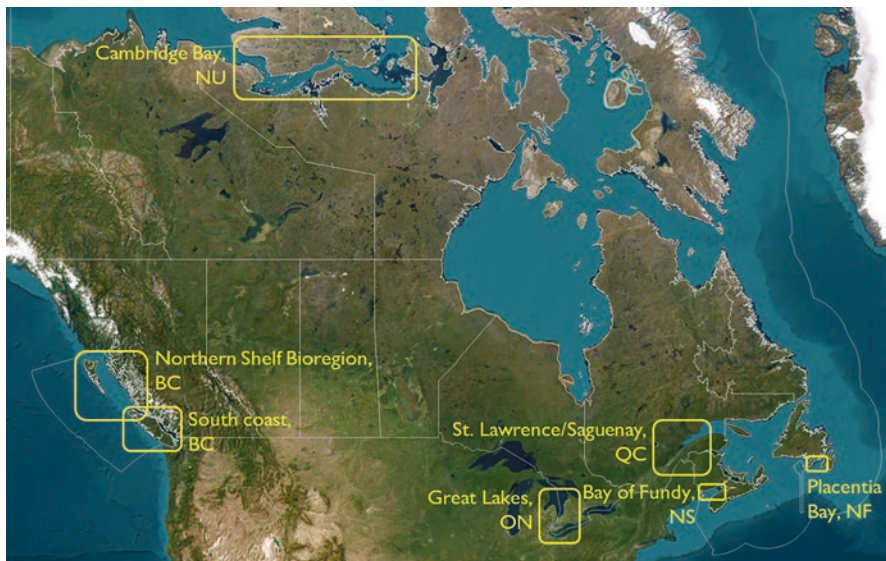 Cambridge Bay,
NU
Northern Shelf Bioregion,
BC
South coast,
BC
St. Lawrence/Saguenay,
QC
Great Lakes,
ON
Bay of Fundy,
NS
Placentia
Bay, NF